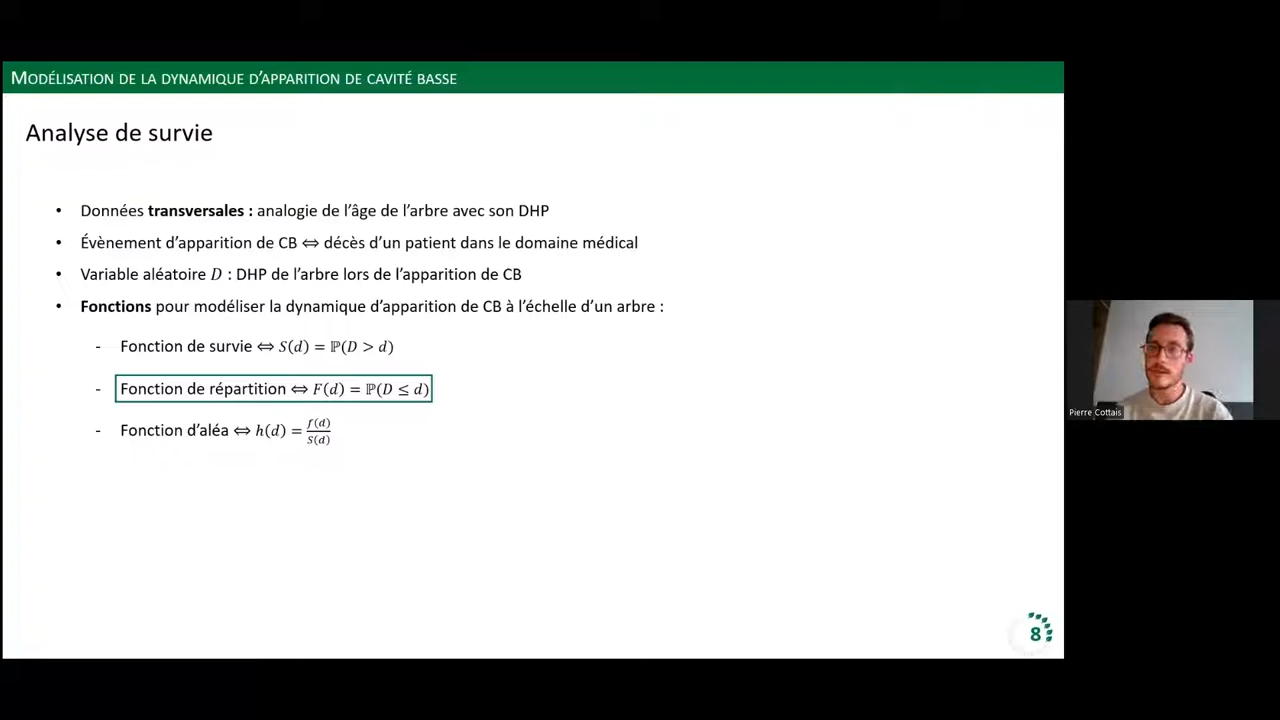 MODÉLISATION DE LA DYNAMIQUE D'APPARITION DE CAVITÉ BASSE
Analyse de survie
• Données transversales : analogie de l'âge de l'arbre avec son DHP
• Évènement d'apparition de CB ⇔ décès d'un patient dans le domaine médical
• Variable aléatoire D : DHP de l'arbre lors de l'apparition de CB
• Fonctions pour modéliser la dynamique d'apparition de CB à l'échelle d'un arbre :
- Fonction de survie ⇔ S(d) = ℙ(D > d)
- Fonction de répartition ⇔ F(d) = ℙ(D ≤ d)
- Fonction d'aléa ⇔ h(d) = f(d)/S(d)
Pierre Cottais
8